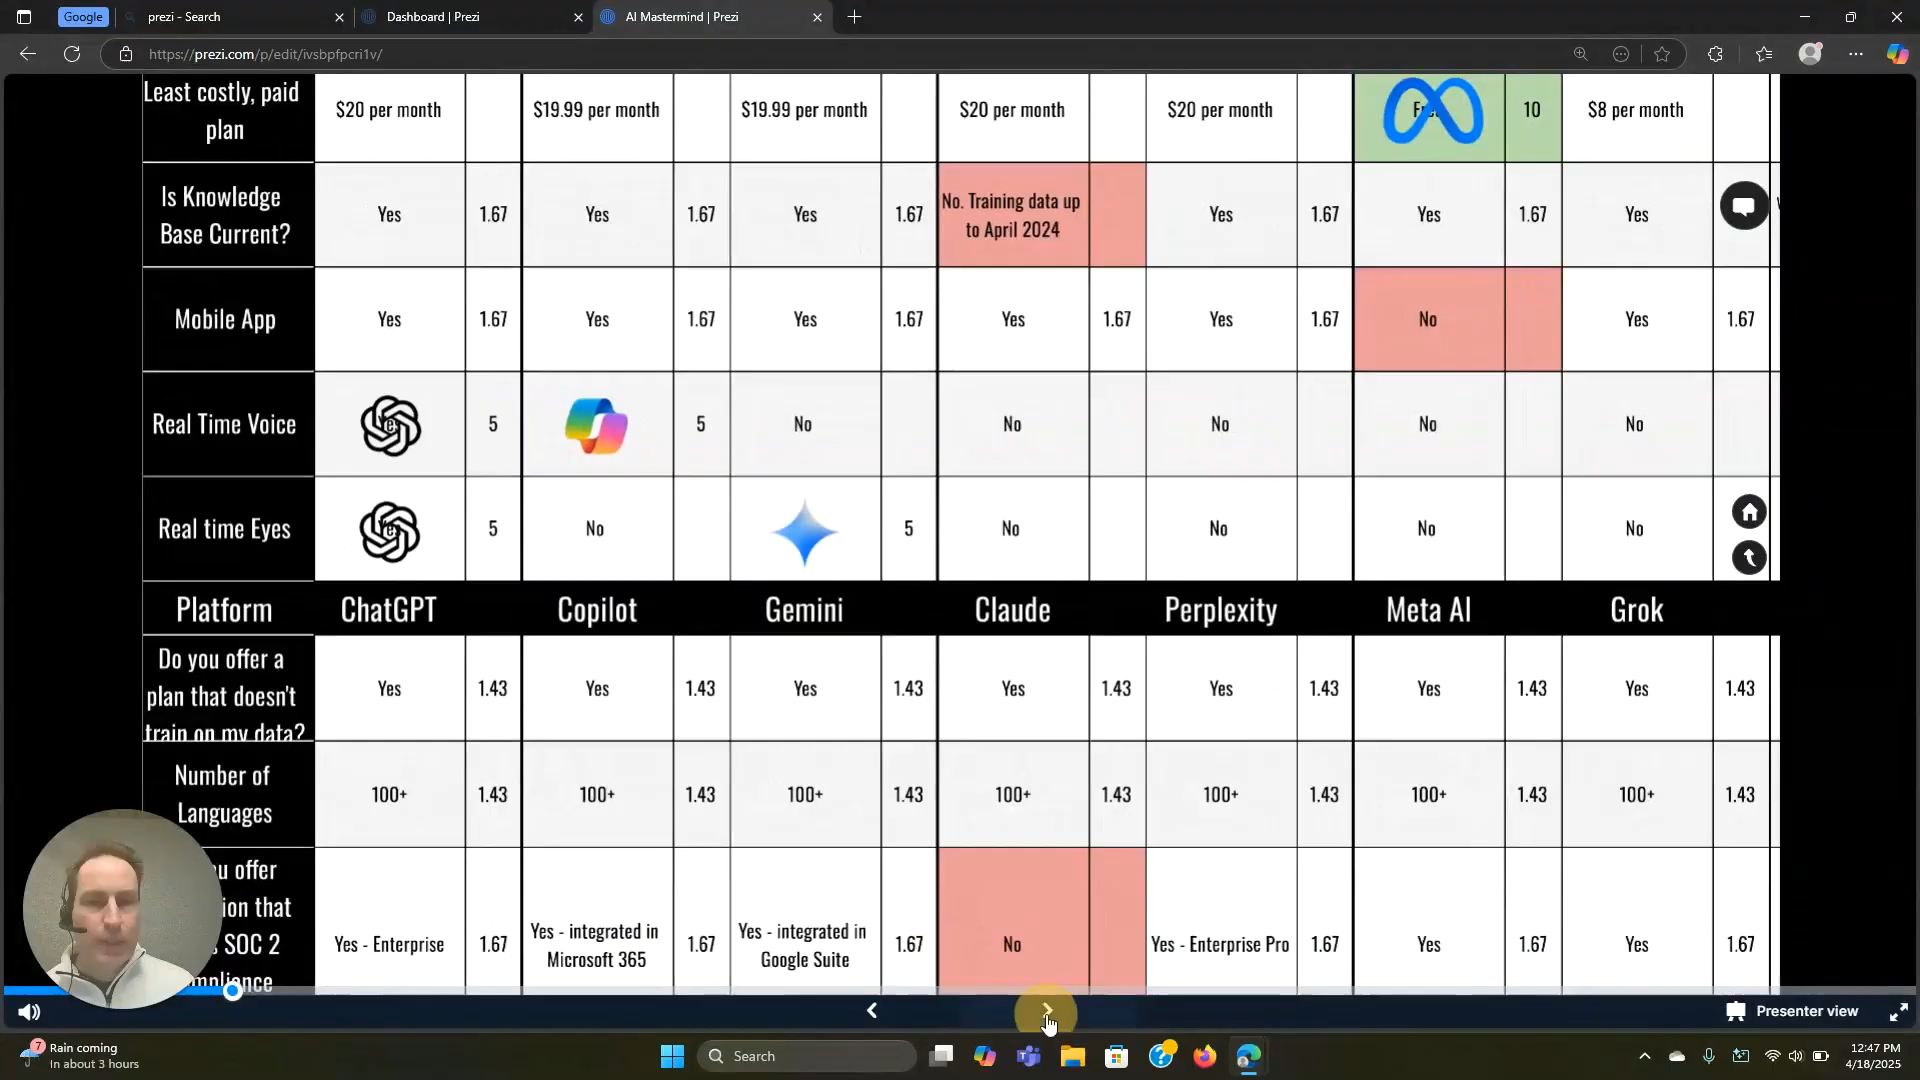 Google
prezi - Search
Dashboard | Prezi
AI Mastermind | Prezi
https://prezi.com/p/edit/ivsbpfpcri1v/
Least costly, paid
plan
$20 per month
$19.99 per month
$19.99 per month
$20 per month
$20 per month
10
$8 per month
Is Knowledge
Base Current?
Yes
1.67
Yes
1.67
Yes
1.67
No. Training data up
to April 2024
Yes
1.67
Yes
1.67
Yes
Mobile App
Yes
1.67
Yes
1.67
Yes
1.67
Yes
1.67
Yes
1.67
No
Yes
1.67
Real Time Voice
Yes
5
5
No
No
No
No
No
Real time Eyes
Yes
5
No
5
No
No
No
No
Platform
ChatGPT
Copilot
Gemini
Claude
Perplexity
Meta AI
Grok
Do you offer a
plan that doesn't
train on my data?
Yes
1.43
Yes
1.43
Yes
1.43
Yes
1.43
Yes
1.43
Yes
1.43
Yes
1.43
Number of
Languages
100+
1.43
100+
1.43
100+
1.43
100+
1.43
100+
1.43
100+
1.43
100+
1.43
offer
that
SOC 2
Yes - Enterprise
1.67
Yes - integrated in
Microsoft 365
1.67
Yes - integrated in
Google Suite
1.67
No
Yes - Enterprise Pro
1.67
Yes
1.67
Yes
1.67
Presenter view
7
Rain coming
In about 3 hours
Search
12:47 PM
4/18/2025